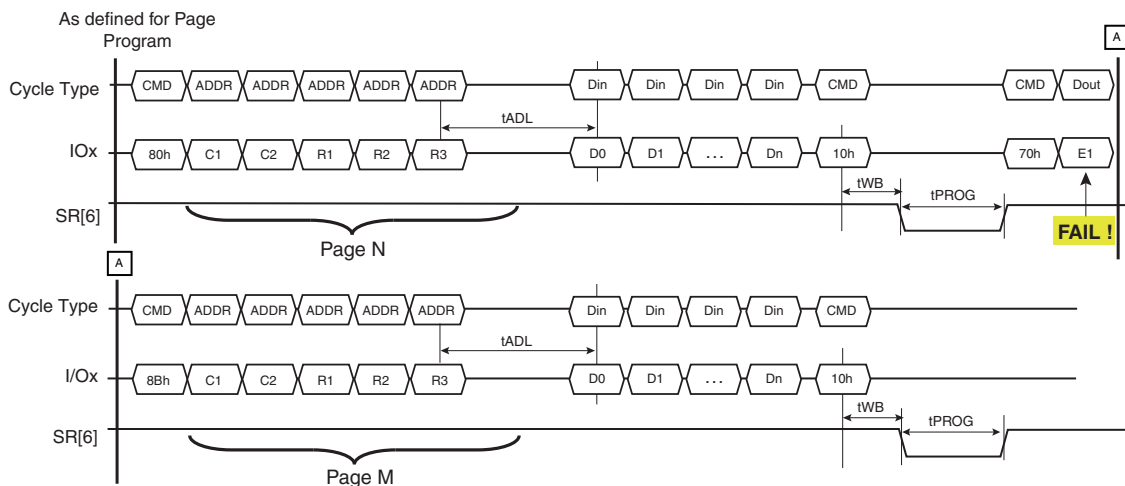 As defined for Page
Program
A
Cycle Type CMD ADDR ADDR ADDR ADDR ADDR Din Din Din Din CMD CMD Dout
tADL
IOx 80h C1 C2 R1 R2 R3 D0 D1 ... Dn 10h 70h E1
tWB tPROG
SR[6]
Page N
FAIL !
A
Cycle Type CMD ADDR ADDR ADDR ADDR ADDR Din Din Din Din CMD
tADL
I/Ox 8Bh C1 C2 R1 R2 R3 D0 D1 ... Dn 10h
tWB tPROG
SR[6]
Page M